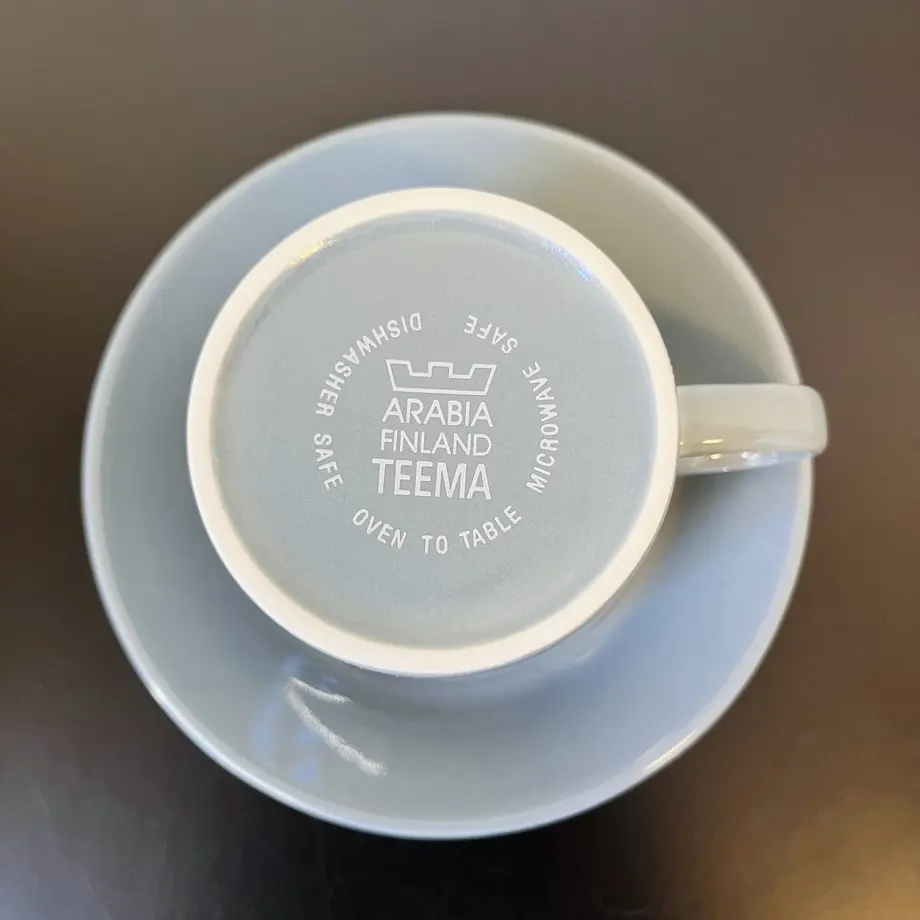 ARABIA
FINLAND
TEEMA
DISHWASHER SAFE
OVEN TO TABLE
MICROWAVE SAFE